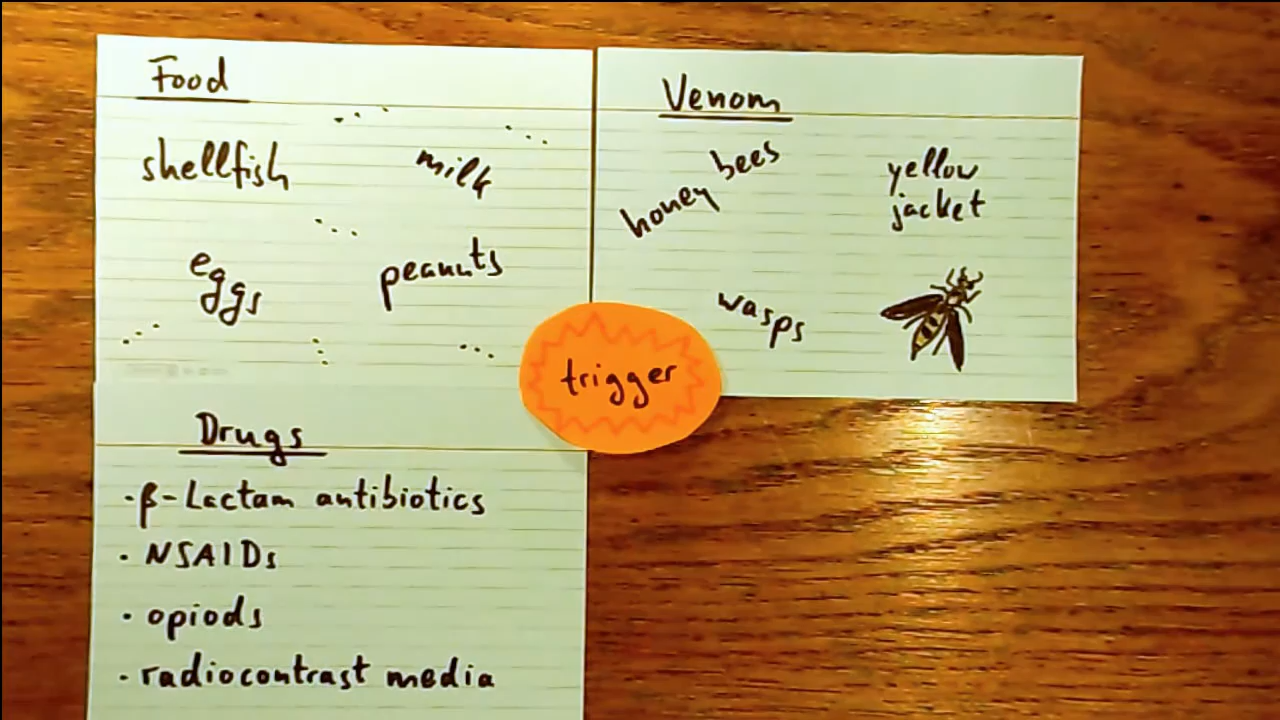 Food
shellfish
milk
eggs
peanuts
Venom
honey bees
yellow
jacket
wasps
trigger
Drugs
·β-Lactam antibiotics
· NSAIDs
· opiods
· radiocontrast media